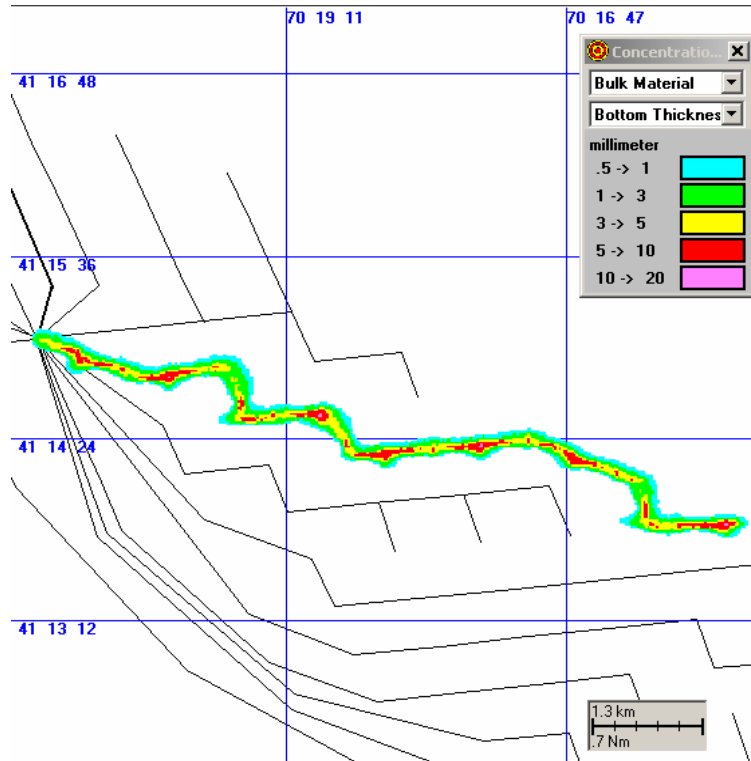 70 19 11
70 16 47
Concentratio...
41 16 48
Bulk Material
Bottom Thicknes
millimeter
.5 -> 1
1 -> 3
3 -> 5
5 -> 10
10 -> 20
41 15 36
41 14 24
41 13 12
1.3 km
.7 Nm